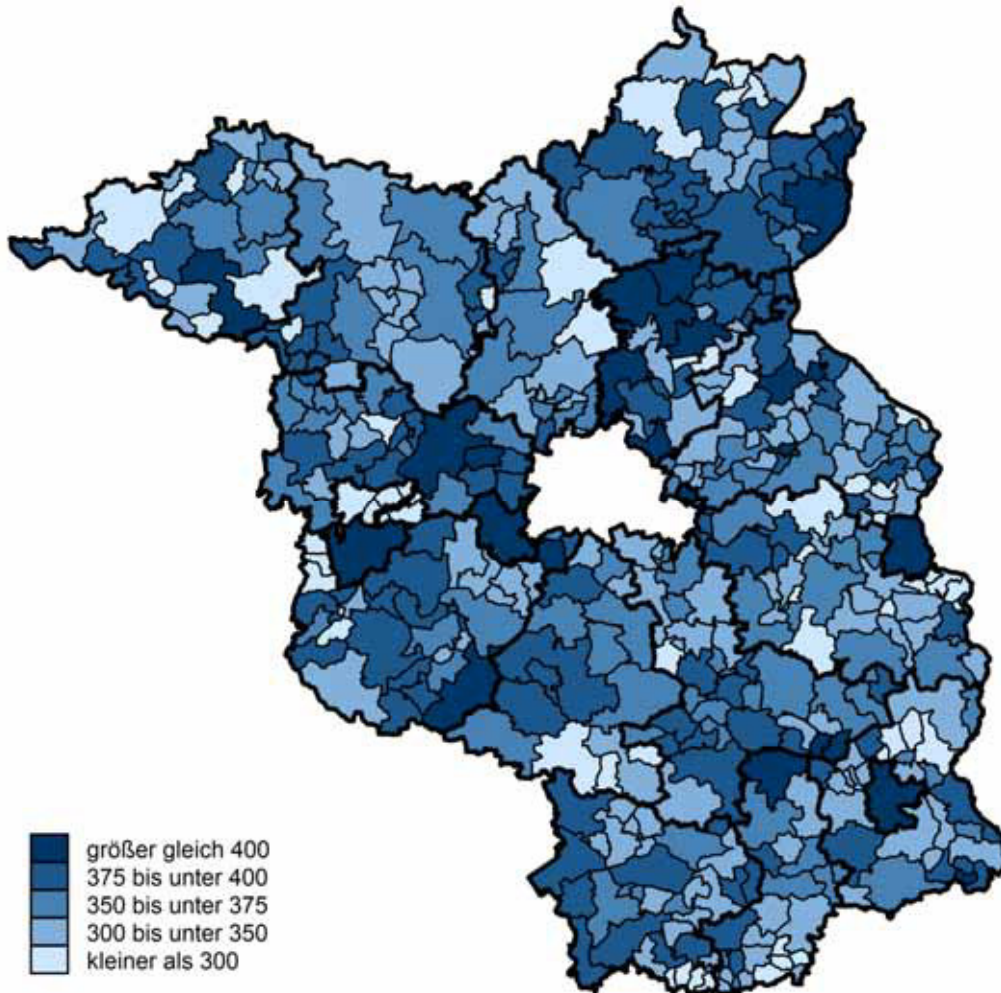 größer gleich 400
375 bis unter 400
350 bis unter 375
300 bis unter 350
kleiner als 300